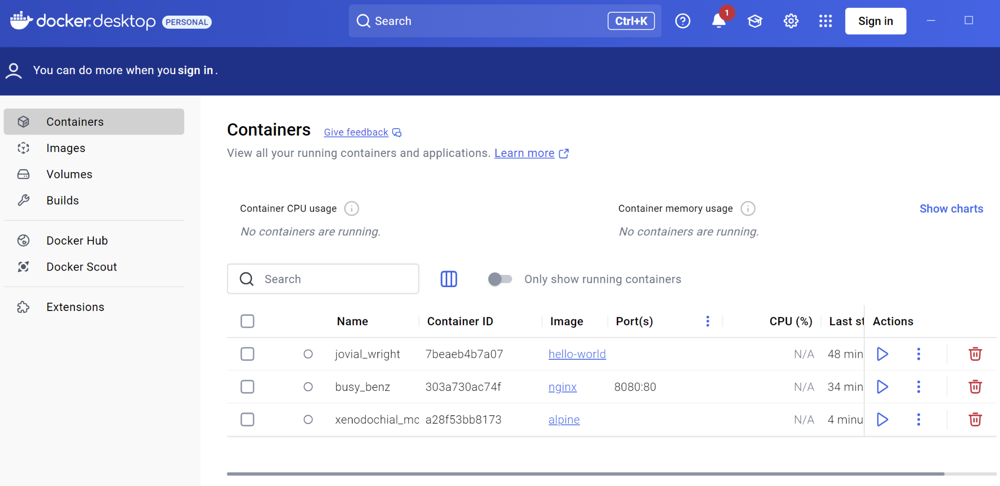 docker.desktop PERSONAL
Search Ctrl+K
1
Sign in
You can do more when you sign in.
Containers
Images
Volumes
Builds
Docker Hub
Docker Scout
Extensions
Containers Give feedback
View all your running containers and applications. Learn more
Container CPU usage
No containers are running.
Container memory usage
No containers are running.
Show charts
Search
Only show running containers
Name Container ID Image Port(s) CPU (%) Last st Actions
jovial_wright 7beaeb4b7a07 hello-world N/A 48 min
busy_benz 303a730ac74f nginx 8080:80 N/A 34 min
xenodochial_mc a28f53bb8173 alpine N/A 4 minu